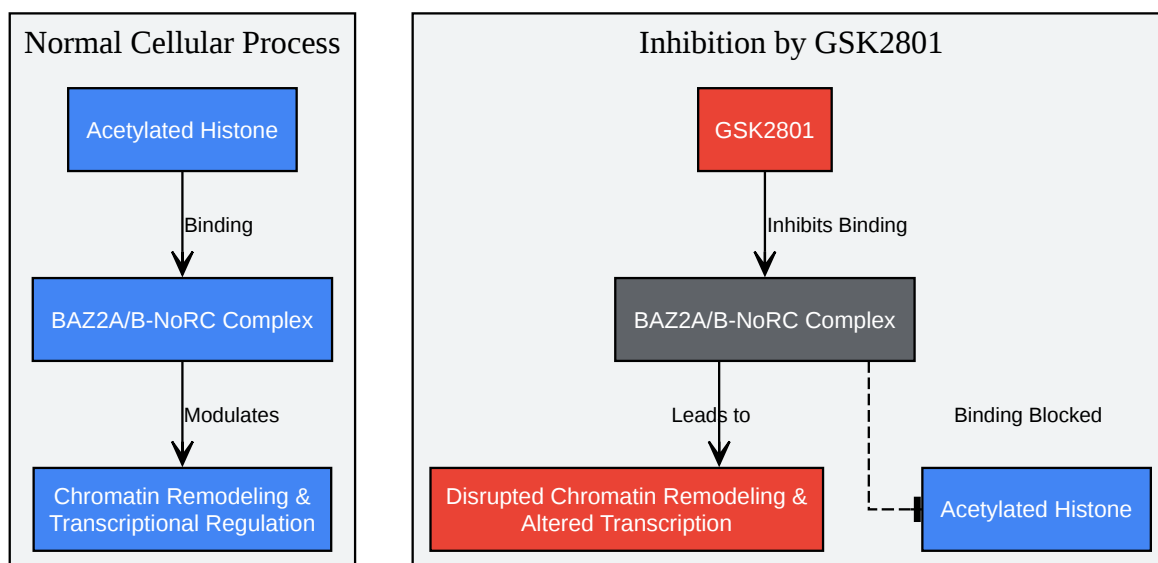 Normal Cellular Process
Acetylated Histone
Binding
BAZ2A/B-NoRC Complex
Modulates
Chromatin Remodeling &
Transcriptional Regulation
Inhibition by GSK2801
GSK2801
Inhibits Binding
BAZ2A/B-NoRC Complex
Leads to
Binding Blocked
Disrupted Chromatin Remodeling &
Altered Transcription
Acetylated Histone